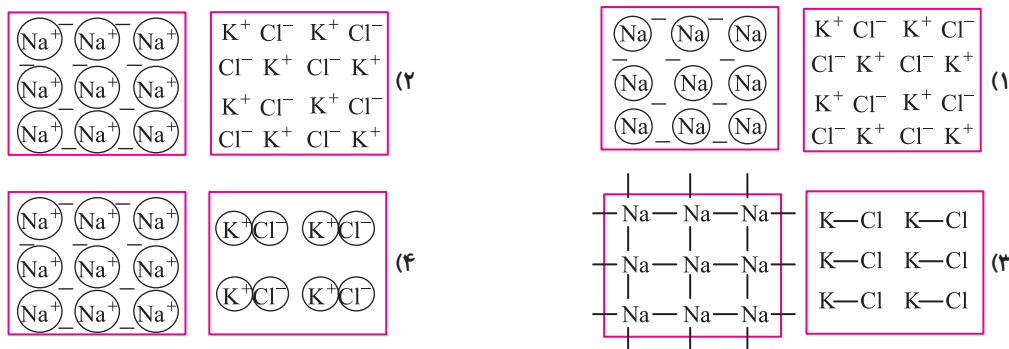 ۱)
K⁺ Cl⁻ K⁺ Cl⁻
Cl⁻ K⁺ Cl⁻ K⁺
K⁺ Cl⁻ K⁺ Cl⁻
Cl⁻ K⁺ Cl⁻ K⁺
Na − Na − Na
− − −
Na Na Na
− −
Na − Na − Na
۲)
K⁺ Cl⁻ K⁺ Cl⁻
Cl⁻ K⁺ Cl⁻ K⁺
K⁺ Cl⁻ K⁺ Cl⁻
Cl⁻ K⁺ Cl⁻ K⁺
Na⁺ − Na⁺ − Na⁺
− − −
Na⁺ Na⁺ Na⁺
− −
Na⁺ − Na⁺ − Na⁺
۳)
K—Cl K—Cl
K—Cl K—Cl
K—Cl K—Cl
—Na—Na—Na—
—Na—Na—Na—
—Na—Na—Na—
۴)
K⁺Cl⁻ K⁺Cl⁻
K⁺Cl⁻ K⁺Cl⁻
Na⁺ − Na⁺ − Na⁺
− − −
Na⁺ Na⁺ Na⁺
− −
Na⁺ − Na⁺ − Na⁺